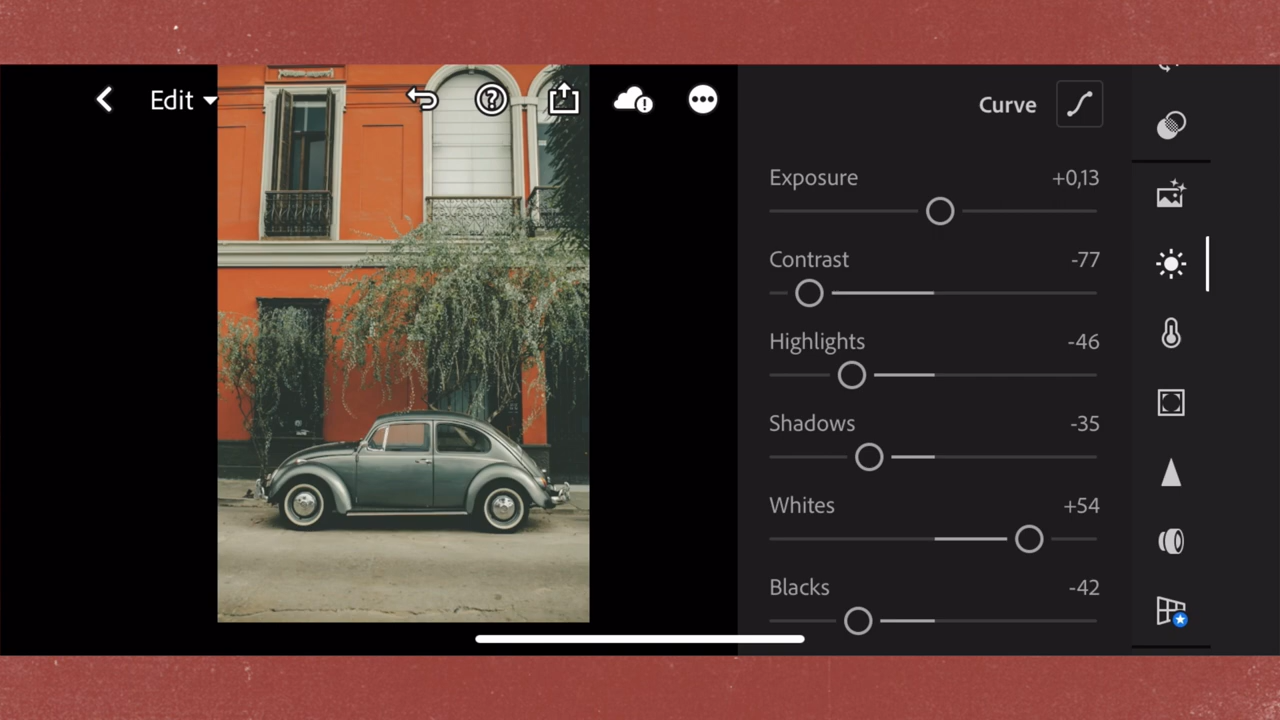 Edit
Curve
Exposure +0,13
Contrast -77
Highlights -46
Shadows -35
Whites +54
Blacks -42